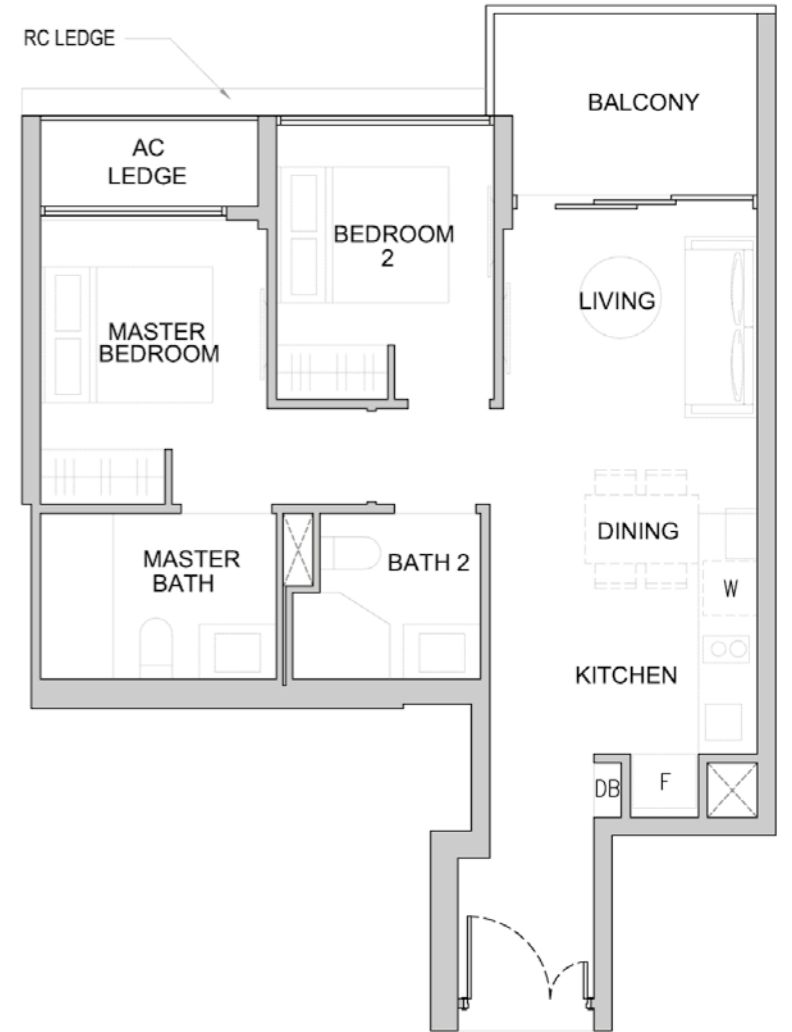 RC LEDGE
BALCONY
AC
LEDGE
BEDROOM
2
LIVING
MASTER
BEDROOM
DINING
MASTER
BATH
BATH 2
W
KITCHEN
DB
F